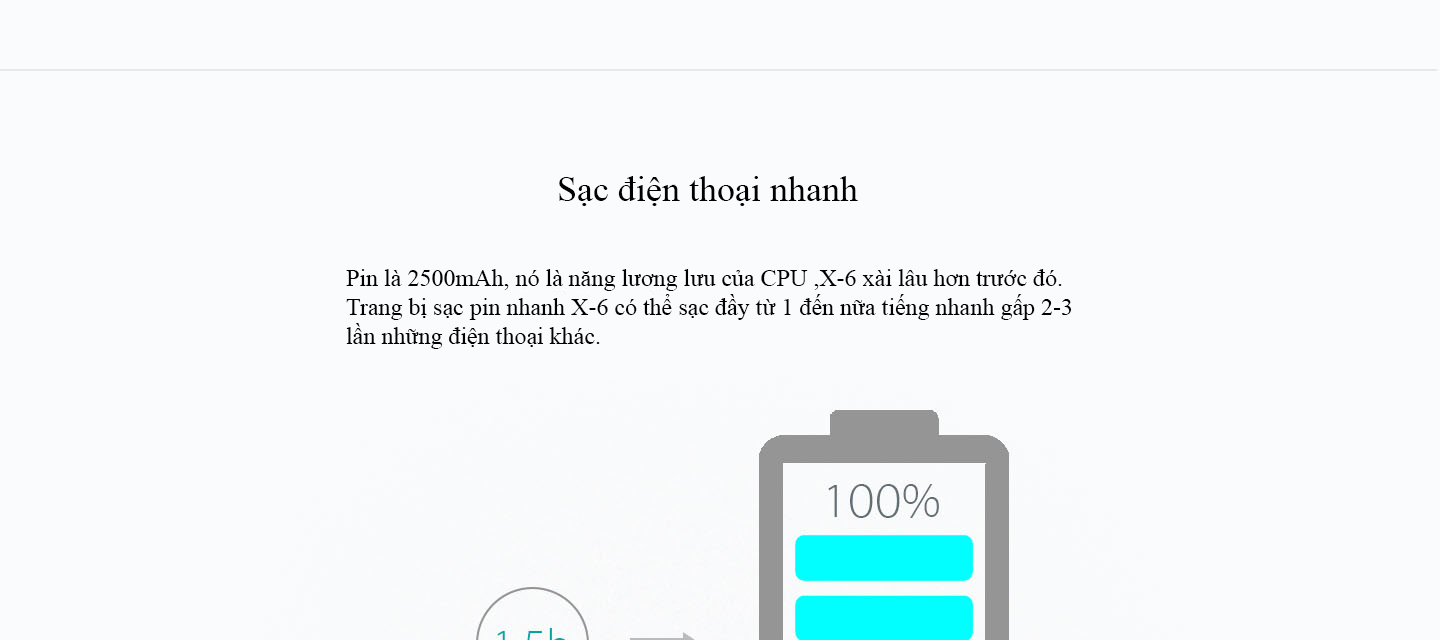 Sạc điện thoại nhanh
Pin là 2500mAh, nó là năng lương lưu của CPU ,X-6 xài lâu hơn trước đó.
Trang bị sạc pin nhanh X-6 có thể sạc đầy từ 1 đến nữa tiếng nhanh gấp 2-3
lần những điện thoại khác.
100%
1.5h